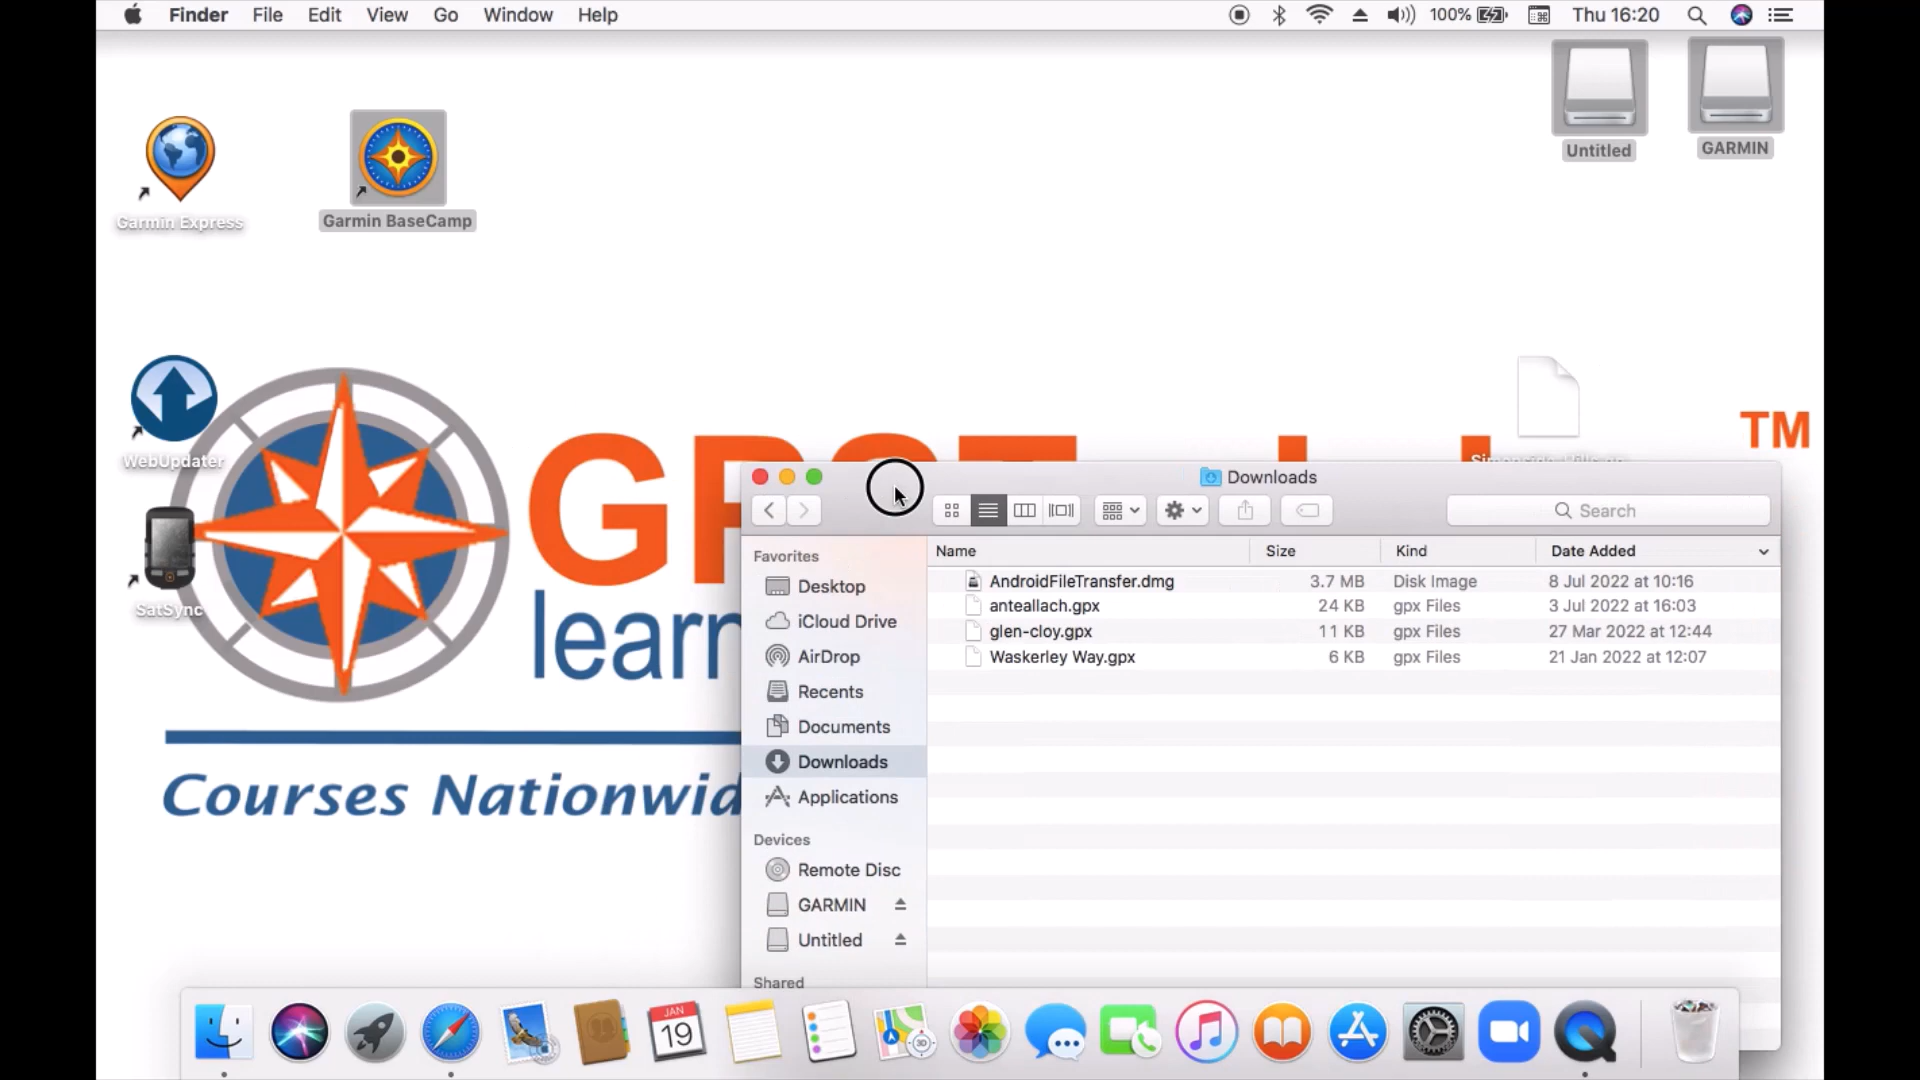 Finder File Edit View Go Window Help 100% Thu 16:20
Untitled
GARMIN
Garmin Express
Garmin BaseCamp
TM
WebUpdater
Downloads
Search
learn
SatSync
Courses Nationwid
Favorites
Desktop
iCloud Drive
AirDrop
Recents
Documents
Downloads
Applications
Devices
Remote Disc
GARMIN
Untitled
Shared
Name Size Kind Date Added
AndroidFileTransfer.dmg 3.7 MB Disk Image 8 Jul 2022 at 10:16
anteallach.gpx 24 KB gpx Files 3 Jul 2022 at 16:03
glen-cloy.gpx 11 KB gpx Files 27 Mar 2022 at 12:44
Waskerley Way.gpx 6 KB gpx Files 21 Jan 2022 at 12:07
JAN
19
3D